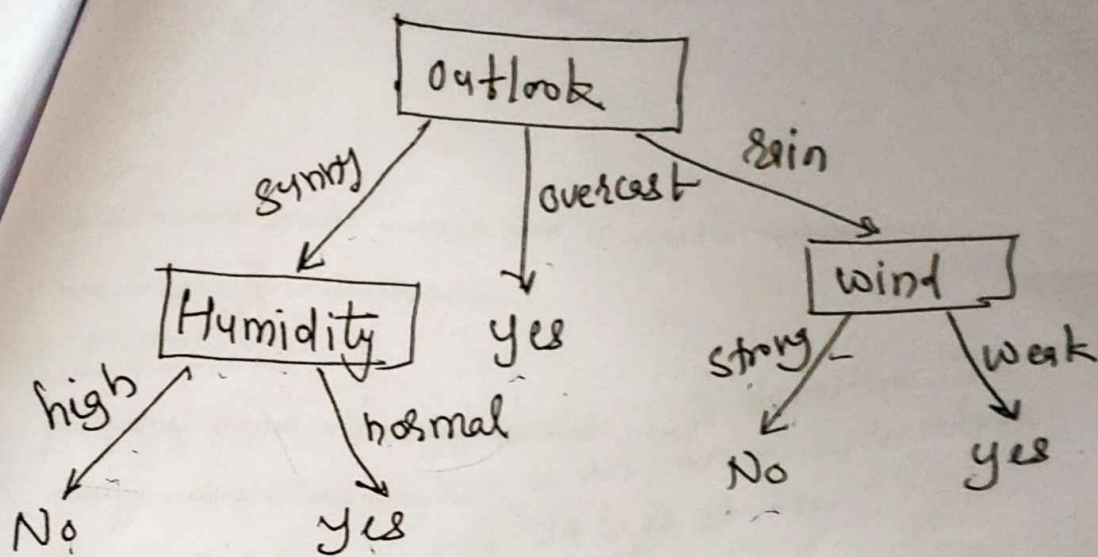 outlook
sunny
overcast
rain
Humidity
yes
wind
high
normal
strong
weak
No
yes
No
yes